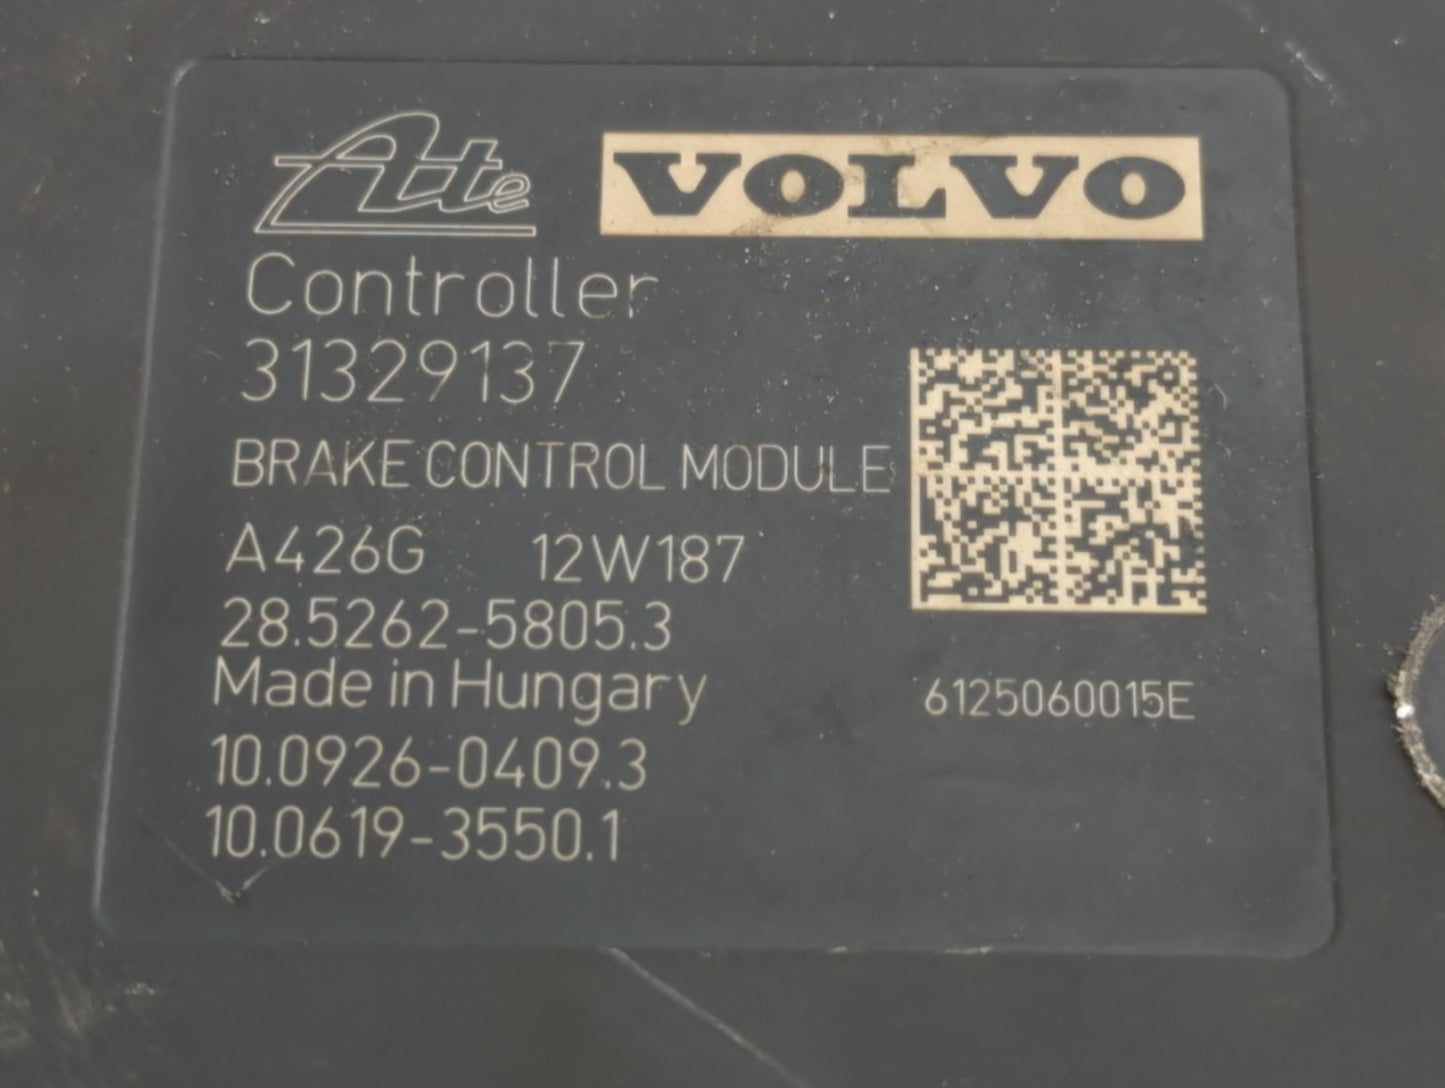 Ate VOLVO
Controller
31329137
BRAKE CONTROL MODULE
A426G 12W187
28.5262-5805.3
Made in Hungary
6125060015E
10.0926-0409.3
10.0619-3550.1